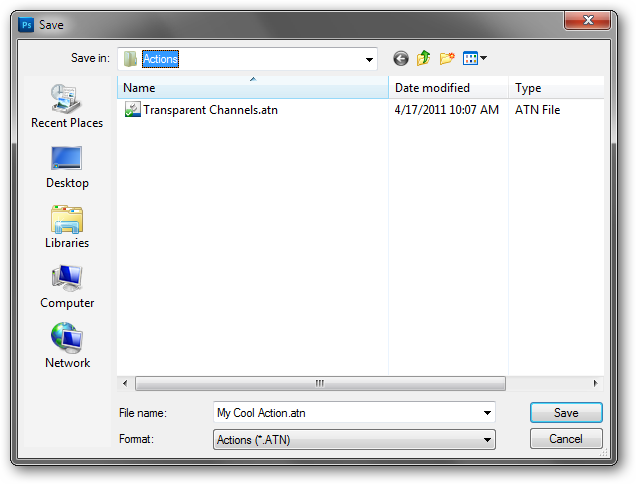 Ps Save
Save in: Actions
Name Date modified Type
Transparent Channels.atn 4/17/2011 10:07 AM ATN File
Recent Places
Desktop
Libraries
Computer
Network
File name: My Cool Action.atn Save
Format: Actions (*.ATN) Cancel